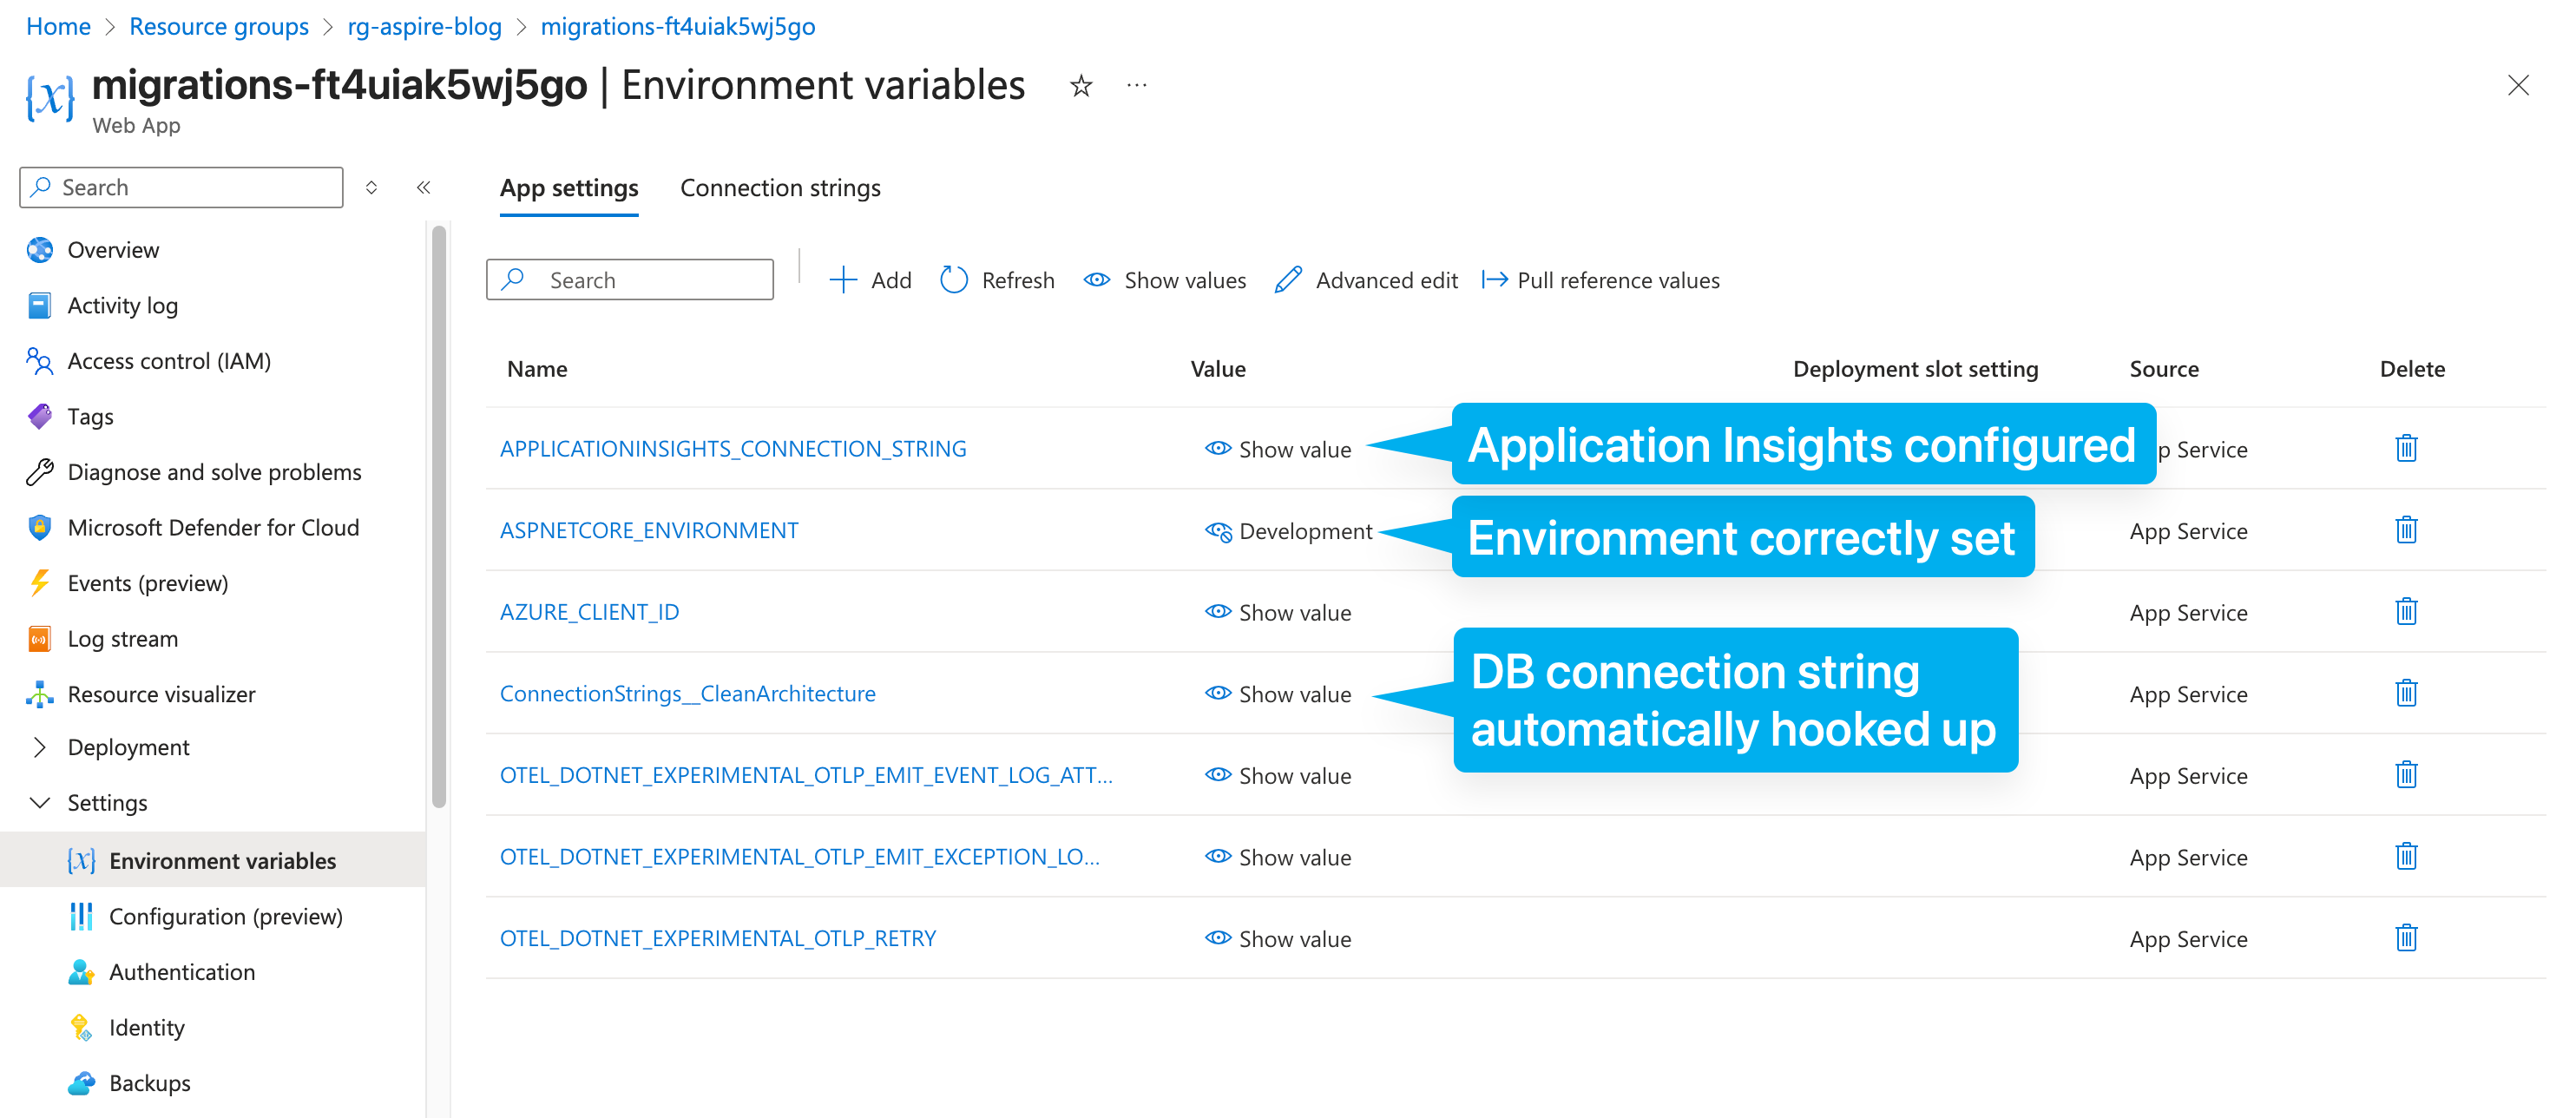 Home > Resource groups > rg-aspire-blog > migrations-ft4uiak5wj5go
{x} migrations-ft4uiak5wj5go | Environment variables ☆ ...
Web App
Search
App settings Connection strings
Search Add Refresh Show values Advanced edit Pull reference values
Overview
Activity log
Access control (IAM)
Tags
Diagnose and solve problems
Microsoft Defender for Cloud
Events (preview)
Log stream
Resource visualizer
Deployment
Settings
{x} Environment variables
Configuration (preview)
Authentication
Identity
Backups
Name Value Deployment slot setting Source Delete
APPLICATIONINSIGHTS_CONNECTION_STRING Show value Application Insights configured p Service
ASPNETCORE_ENVIRONMENT Development Environment correctly set App Service
AZURE_CLIENT_ID Show value App Service
ConnectionStrings__CleanArchitecture Show value App Service
DB connection string
automatically hooked up
OTEL_DOTNET_EXPERIMENTAL_OTLP_EMIT_EVENT_LOG_ATT... Show value App Service
OTEL_DOTNET_EXPERIMENTAL_OTLP_EMIT_EXCEPTION_LO... Show value App Service
OTEL_DOTNET_EXPERIMENTAL_OTLP_RETRY Show value App Service